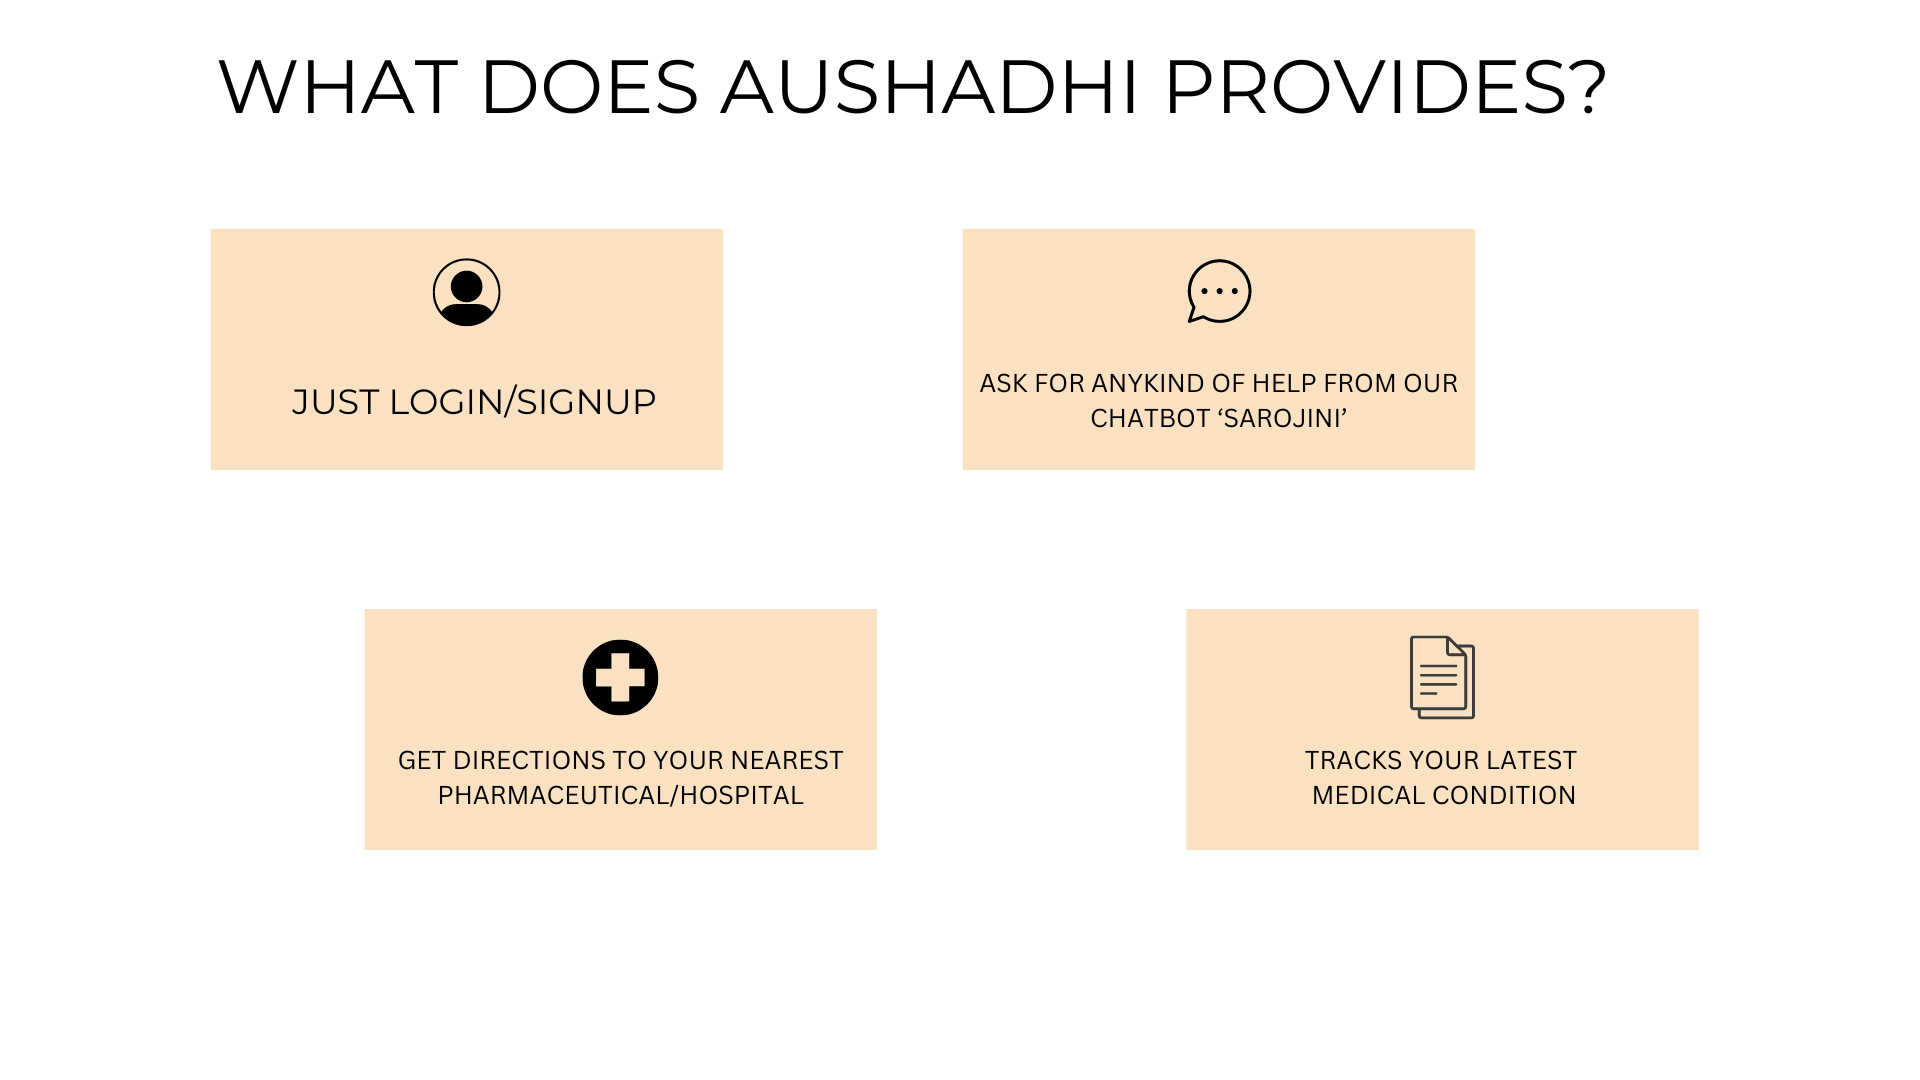 WHAT DOES AUSHADHI PROVIDES?
JUST LOGIN/SIGNUP
ASK FOR ANYKIND OF HELP FROM OUR
CHATBOT ‘SAROJINI’
GET DIRECTIONS TO YOUR NEAREST
PHARMACEUTICAL/HOSPITAL
TRACKS YOUR LATEST
MEDICAL CONDITION